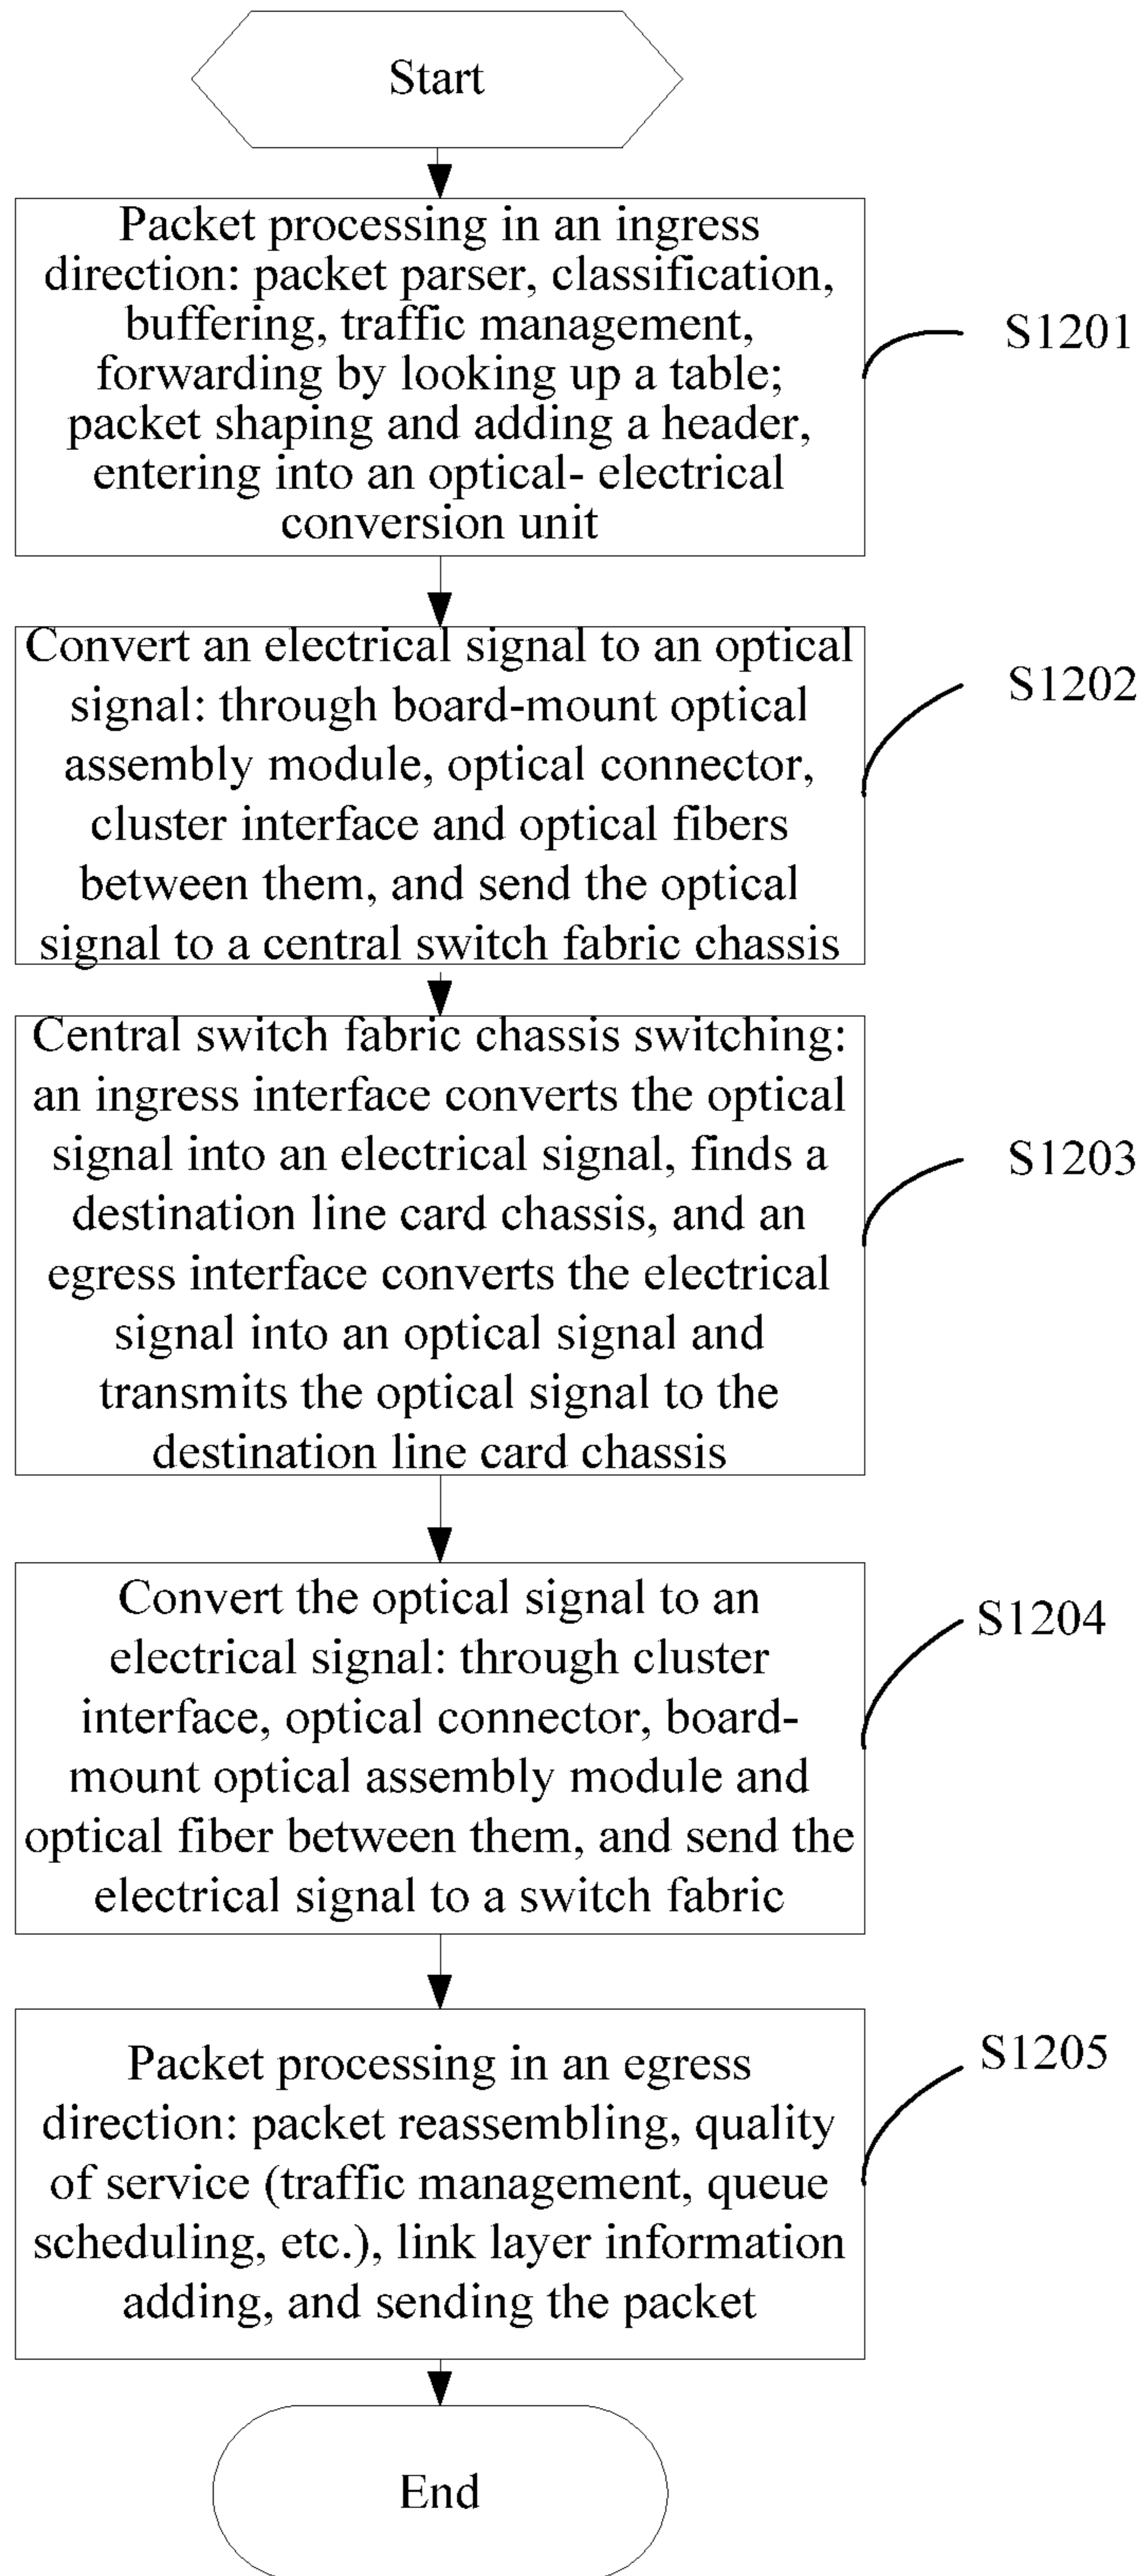 Start
Packet processing in an ingress
direction: packet parser, classification,
buffering, traffic management,
forwarding by looking up a table;
packet shaping and adding a header,
entering into an optical- electrical
conversion unit
S1201
Convert an electrical signal to an optical
signal: through board-mount optical
assembly module, optical connector,
cluster interface and optical fibers
between them, and send the optical
signal to a central switch fabric chassis
S1202
Central switch fabric chassis switching:
an ingress interface converts the optical
signal into an electrical signal, finds a
destination line card chassis, and an
egress interface converts the electrical
signal into an optical signal and
transmits the optical signal to the
destination line card chassis
S1203
Convert the optical signal to an
electrical signal: through cluster
interface, optical connector, board-
mount optical assembly module and
optical fiber between them, and send the
electrical signal to a switch fabric
S1204
Packet processing in an egress
direction: packet reassembling, quality
of service (traffic management, queue
scheduling, etc.), link layer information
adding, and sending the packet
S1205
End